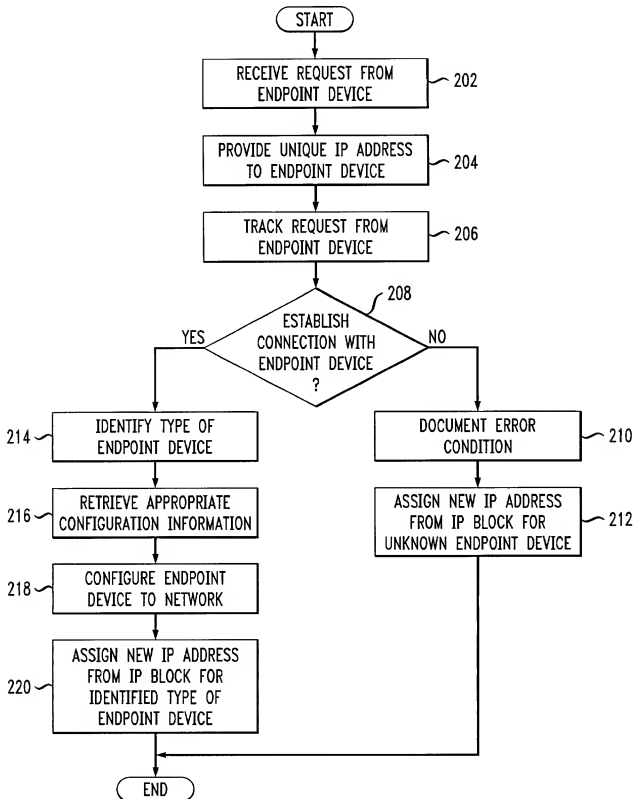 START
RECEIVE REQUEST FROM
ENDPOINT DEVICE
202
PROVIDE UNIQUE IP ADDRESS
TO ENDPOINT DEVICE
204
TRACK REQUEST FROM
ENDPOINT DEVICE
206
208
ESTABLISH
CONNECTION WITH
ENDPOINT DEVICE
?
YES
NO
214
IDENTIFY TYPE OF
ENDPOINT DEVICE
216
RETRIEVE APPROPRIATE
CONFIGURATION INFORMATION
218
CONFIGURE ENDPOINT
DEVICE TO NETWORK
220
ASSIGN NEW IP ADDRESS
FROM IP BLOCK FOR
IDENTIFIED TYPE OF
ENDPOINT DEVICE
DOCUMENT ERROR
CONDITION
210
ASSIGN NEW IP ADDRESS
FROM IP BLOCK FOR
UNKNOWN ENDPOINT DEVICE
212
END